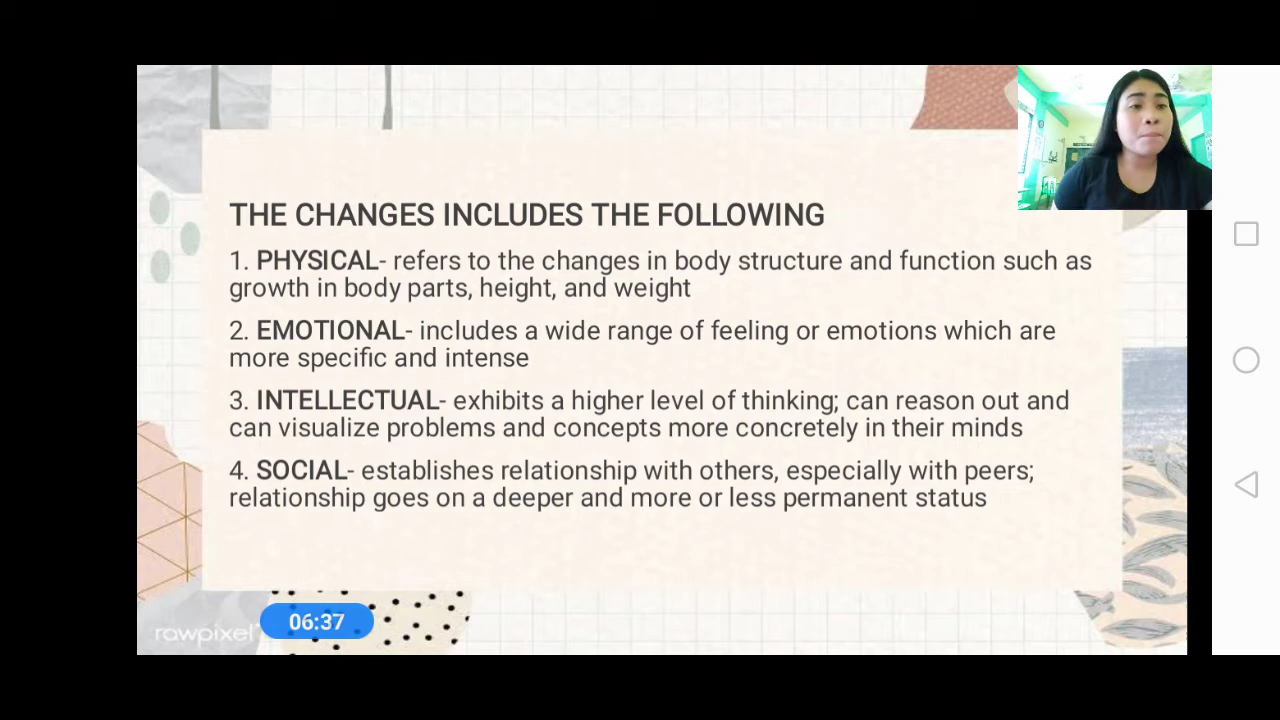 THE CHANGES INCLUDES THE FOLLOWING
1. PHYSICAL- refers to the changes in body structure and function such as
growth in body parts, height, and weight
2. EMOTIONAL- includes a wide range of feeling or emotions which are
more specific and intense
3. INTELLECTUAL- exhibits a higher level of thinking; can reason out and
can visualize problems and concepts more concretely in their minds
4. SOCIAL- establishes relationship with others, especially with peers;
relationship goes on a deeper and more or less permanent status
06:37
rawpixel